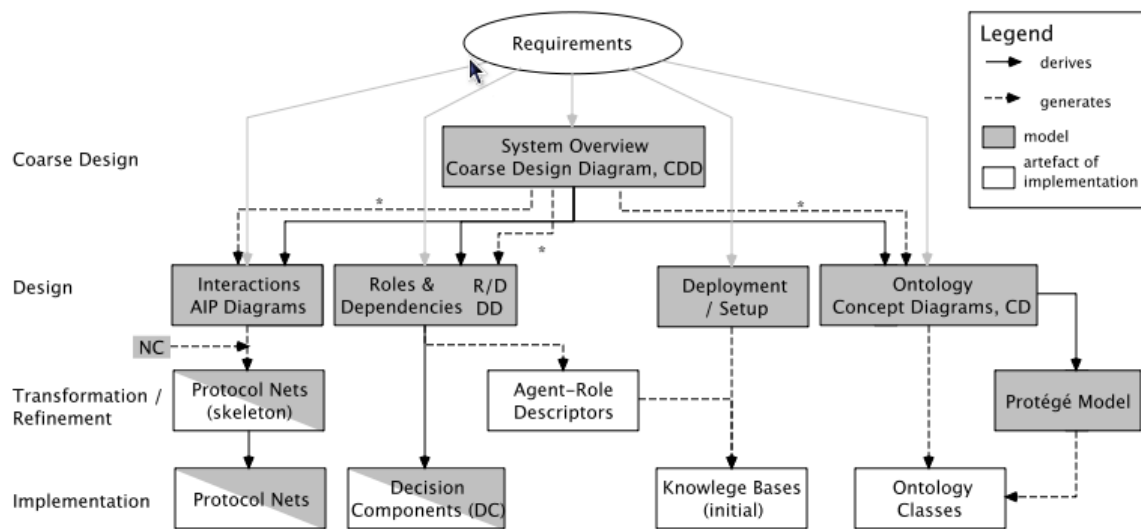 Requirements
Legend
derives
generates
model
artefact of
implementation
Coarse Design
System Overview
Coarse Design Diagram, CDD
*
*
*
Design
Interactions
AIP Diagrams
Roles & R/D
Dependencies DD
Deployment
/ Setup
Ontology
Concept Diagrams, CD
NC
Transformation /
Refinement
Protocol Nets
(skeleton)
Agent-Role
Descriptors
Protégé Model
Implementation
Protocol Nets
Decision
Components (DC)
Knowlege Bases
(initial)
Ontology
Classes